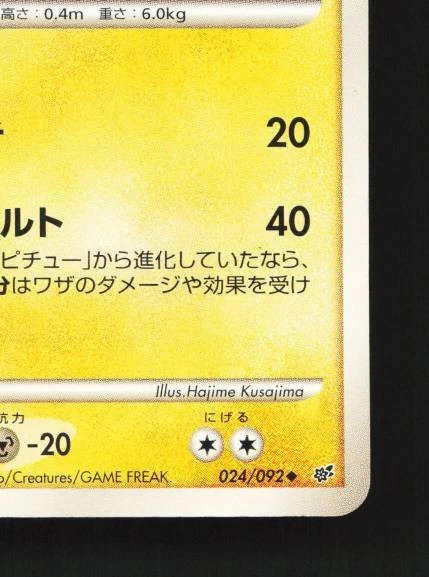 高さ：0.4m 重さ：6.0kg
20
ルト 40
ピチュー」から進化していたなら、
はワザのダメージや効果を受け
Illus.Hajime Kusajima
抗力 にげる
-20
o/Creatures/GAME FREAK. 024/092◆